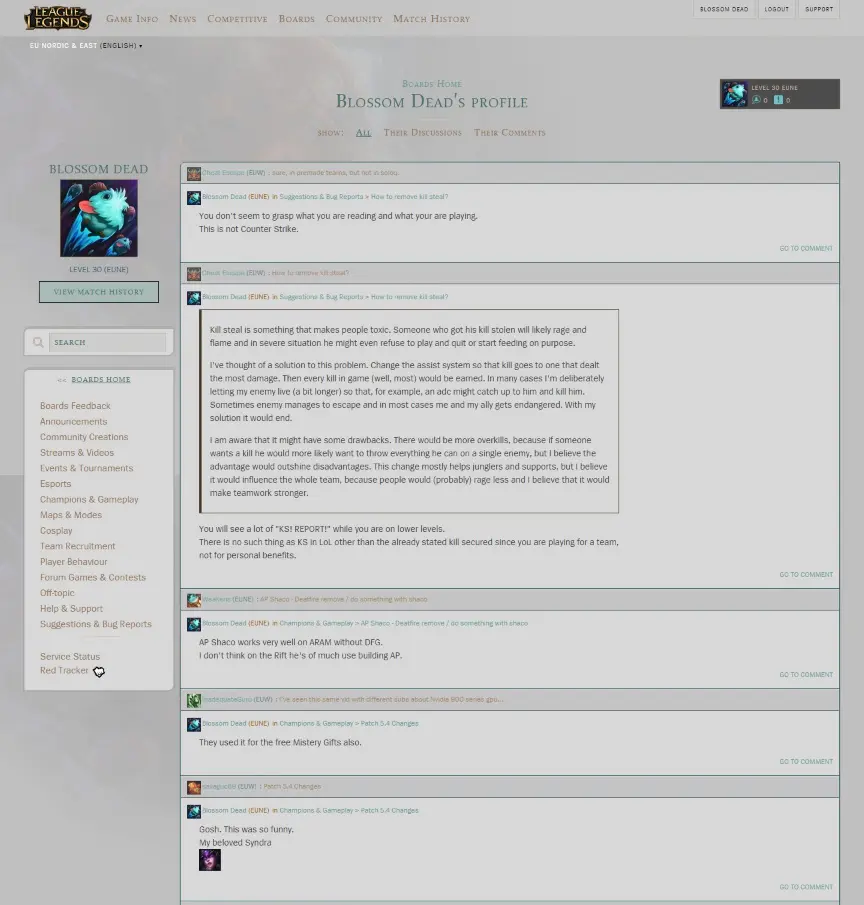 LEAGUE
OF
LEGENDS
GAME INFO NEWS COMPETITIVE BOARDS COMMUNITY MATCH HISTORY
BLOSSOM DEAD LOGOUT SUPPORT
EU NORDIC & EAST (ENGLISH) ▾
BOARDS HOME
BLOSSOM DEAD'S PROFILE
LEVEL 30 EUNE
0 0
SHOW: ALL THEIR DISCUSSIONS THEIR COMMENTS
BLOSSOM DEAD
LEVEL 30 (EUNE)
VIEW MATCH HISTORY
SEARCH
<< BOARDS HOME
Boards Feedback
Announcements
Community Creations
Streams & Videos
Events & Tournaments
Esports
Champions & Gameplay
Maps & Modes
Cosplay
Team Recruitment
Player Behaviour
Forum Games & Contests
Off-topic
Help & Support
Suggestions & Bug Reports
Service Status
Red Tracker
(EUW) : sure, in premade teams, but not in soloq.
Blossom Dead (EUNE) in Suggestions & Bug Reports > How to remove kill steal?
You don't seem to grasp what you are reading and what your are playing.
This is not Counter Strike.
GO TO COMMENT
(EUW) : How to remove kill steal?
Blossom Dead (EUNE) in Suggestions & Bug Reports > How to remove kill steal?
Kill steal is something that makes people toxic. Someone who got his kill stolen will likely rage and
flame and in severe situation he might even refuse to play and quit or start feeding on purpose.
I've thought of a solution to this problem. Change the assist system so that kill goes to one that dealt
the most damage. Then every kill in game (well, most) would be earned. In many cases I'm deliberately
letting my enemy live (a bit longer) so that, for example, an adc might catch up to him and kill him.
Sometimes enemy manages to escape and in most cases me and my ally gets endangered. With my
solution it would end.
I am aware that it might have some drawbacks. There would be more overkills, because if someone
wants a kill he would more likely want to throw everything he can on a single enemy, but I believe the
advantage would outshine disadvantages. This change mostly helps junglers and supports, but I believe
it would influence the whole team, because people would (probably) rage less and I believe that it would
make teamwork stronger.
You will see a lot of "KS! REPORT!" while you are on lower levels.
There is no such thing as KS in LoL other than the already stated kill secured since you are playing for a team,
not for personal benefits.
GO TO COMMENT
(EUNE) : AP Shaco - Deathfire remove / do something with shaco
Blossom Dead (EUNE) in Champions & Gameplay > AP Shaco - Deathfire remove / do something with shaco
AP Shaco works very well on ARAM without DFG.
I don't think on the Rift he's of much use building AP.
GO TO COMMENT
(EUW) : I've seen this same vid with different subs about Nvidia 900 series gpu...
Blossom Dead (EUNE) in Champions & Gameplay > Patch 5.4 Changes
They used it for the free Mistery Gifts also.
GO TO COMMENT
(EUW) : Patch 5.4 Changes
Blossom Dead (EUNE) in Champions & Gameplay > Patch 5.4 Changes
Gosh. This was so funny.
My beloved Syndra
GO TO COMMENT